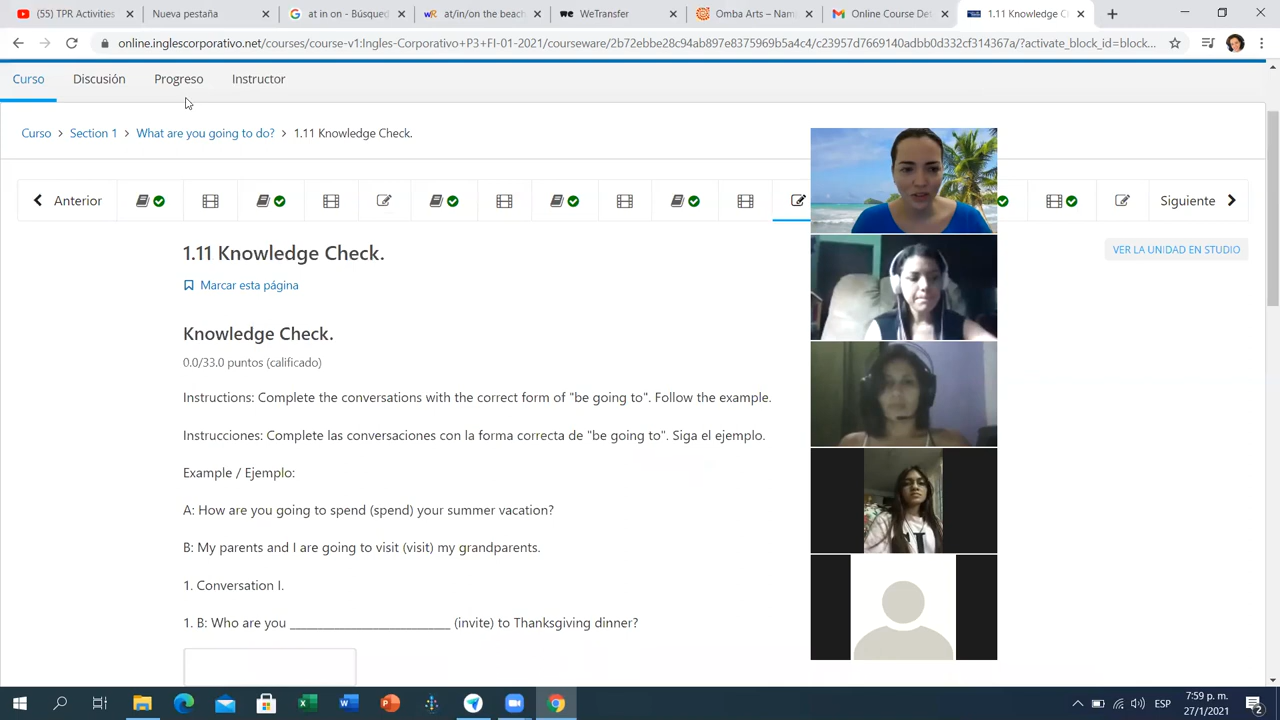 (55) TPR Activities
Nueva pestaña
at in on - Búsqued
at/in/on the beach
WeTransfer
Omba Arts – Namb
Online Course Det
1.11 Knowledge C
online.inglescorporativo.net/courses/course-v1:Ingles-Corporativo+P3+FI-01-2021/courseware/2b72ebbe28c94ab897e8375969b5a4c4/c23957d7669140adbb0d332cf314367a/?activate_block_id=block...
Curso Discusión Progreso Instructor
Curso > Section 1 > What are you going to do? > 1.11 Knowledge Check.
Anterior
Siguiente
1.11 Knowledge Check.
VER LA UNIDAD EN STUDIO
Marcar esta página
Knowledge Check.
0.0/33.0 puntos (calificado)
Instructions: Complete the conversations with the correct form of "be going to". Follow the example.
Instrucciones: Complete las conversaciones con la forma correcta de "be going to". Siga el ejemplo.
Example / Ejemplo:
A: How are you going to spend (spend) your summer vacation?
B: My parents and I are going to visit (visit) my grandparents.
1. Conversation I.
1. B: Who are you _________________________ (invite) to Thanksgiving dinner?
ESP
7:59 p. m.
27/1/2021
2